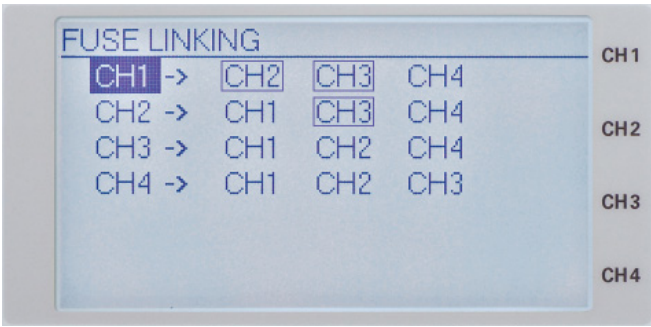 FUSE LINKING
CH1 -> CH2 CH3 CH4
CH2 -> CH1 CH3 CH4
CH3 -> CH1 CH2 CH4
CH4 -> CH1 CH2 CH3
CH1
CH2
CH3
CH4